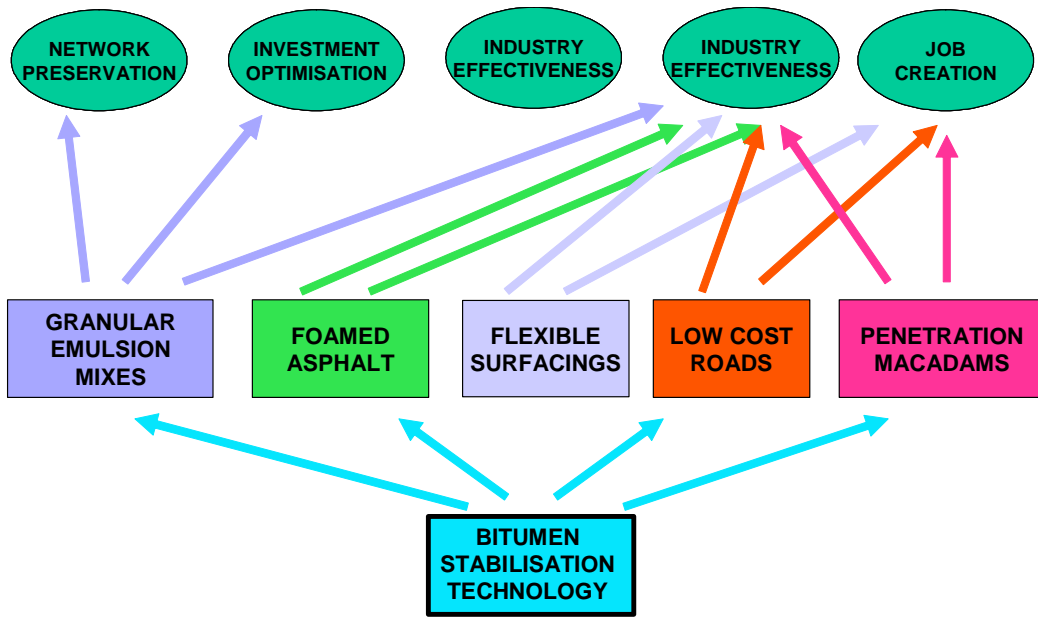 NETWORK
PRESERVATION
INVESTMENT
OPTIMISATION
INDUSTRY
EFFECTIVENESS
INDUSTRY
EFFECTIVENESS
JOB
CREATION
GRANULAR
EMULSION
MIXES
FOAMED
ASPHALT
FLEXIBLE
SURFACINGS
LOW COST
ROADS
PENETRATION
MACADAMS
BITUMEN
STABILISATION
TECHNOLOGY